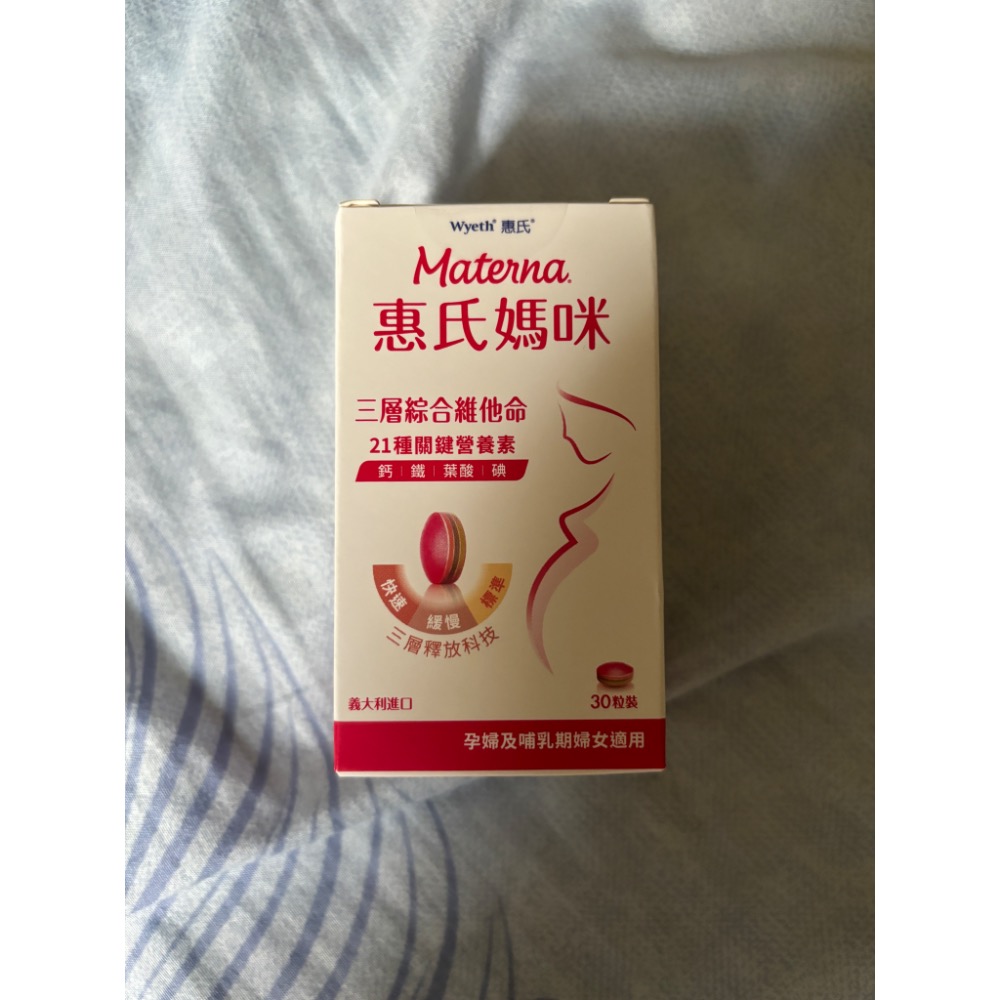 Wyeth® 惠氏®
Materna®
惠氏媽咪
三層綜合維他命
21種關鍵營養素
鈣 | 鐵 | 葉酸 | 碘
快速 緩慢 標準
三層釋放科技
義大利進口
30粒裝
孕婦及哺乳期婦女適用